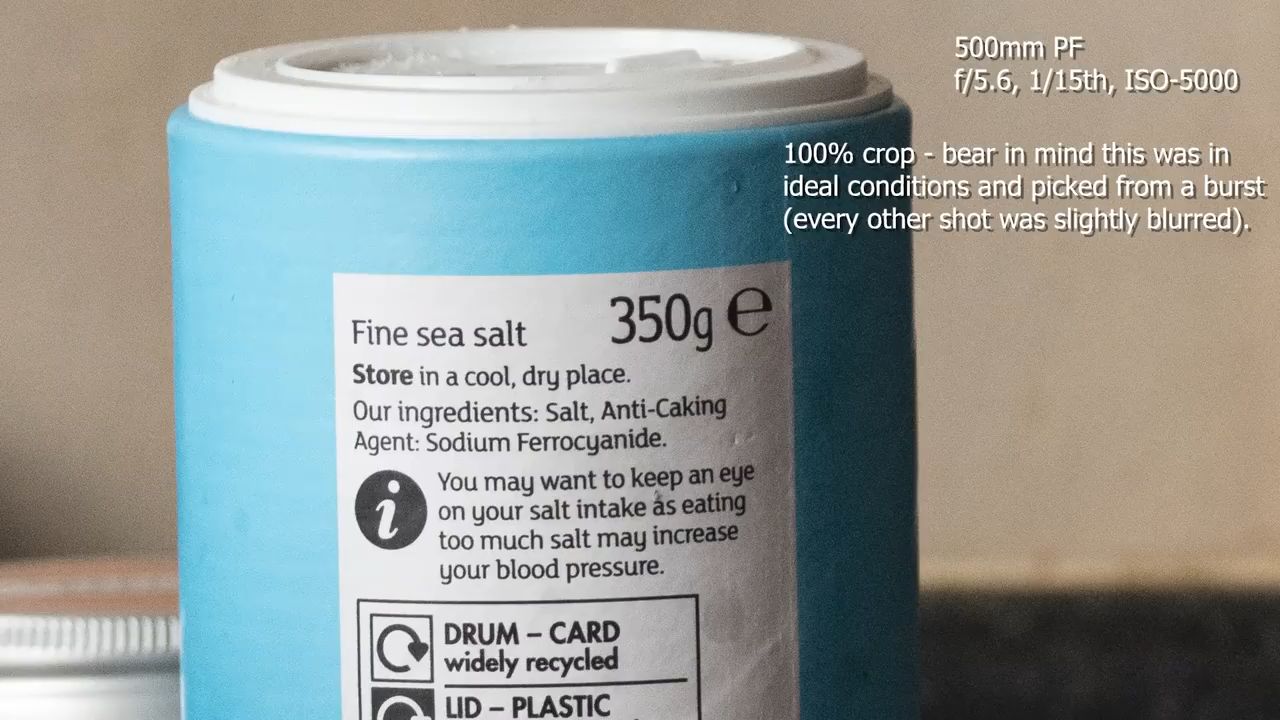 500mm PF
f/5.6, 1/15th, ISO-5000
100% crop - bear in mind this was in
ideal conditions and picked from a burst
(every other shot was slightly blurred).
350g ℮
Fine sea salt
Store in a cool, dry place.
Our ingredients: Salt, Anti-Caking
Agent: Sodium Ferrocyanide.
i
You may want to keep an eye
on your salt intake as eating
too much salt may increase
your blood pressure.
DRUM – CARD
widely recycled
LID – PLASTIC